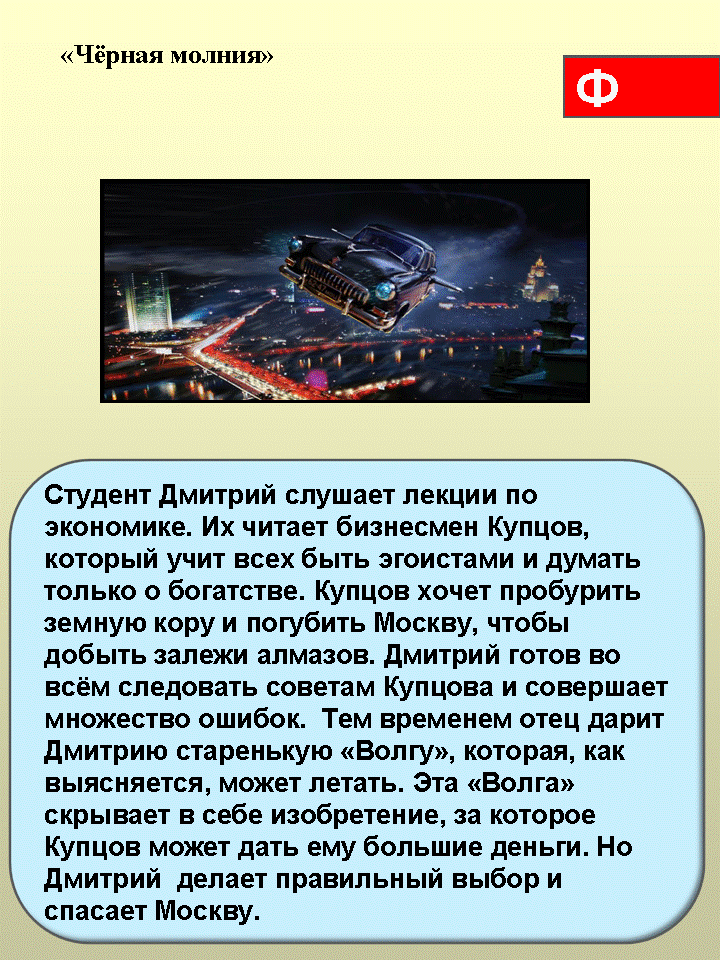 «Чёрная молния»
Ф
Студент Дмитрий слушает лекции по
экономике. Их читает бизнесмен Купцов,
который учит всех быть эгоистами и думать
только о богатстве. Купцов хочет пробурить
земную кору и погубить Москву, чтобы
добыть залежи алмазов. Дмитрий готов во
всём следовать советам Купцова и совершает
множество ошибок.  Тем временем отец дарит
Дмитрию старенькую «Волгу», которая, как
выясняется, может летать. Эта «Волга»
скрывает в себе изобретение, за которое
Купцов может дать ему большие деньги. Но
Дмитрий  делает правильный выбор и
спасает Москву.